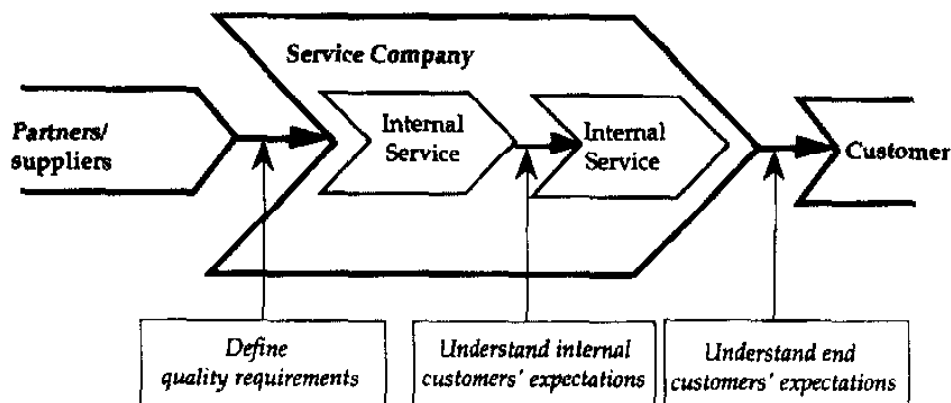 Service Company
Partners/
suppliers
Internal
Service
Internal
Service
Customer
Define
quality requirements
Understand internal
customers' expectations
Understand end
customers' expectations